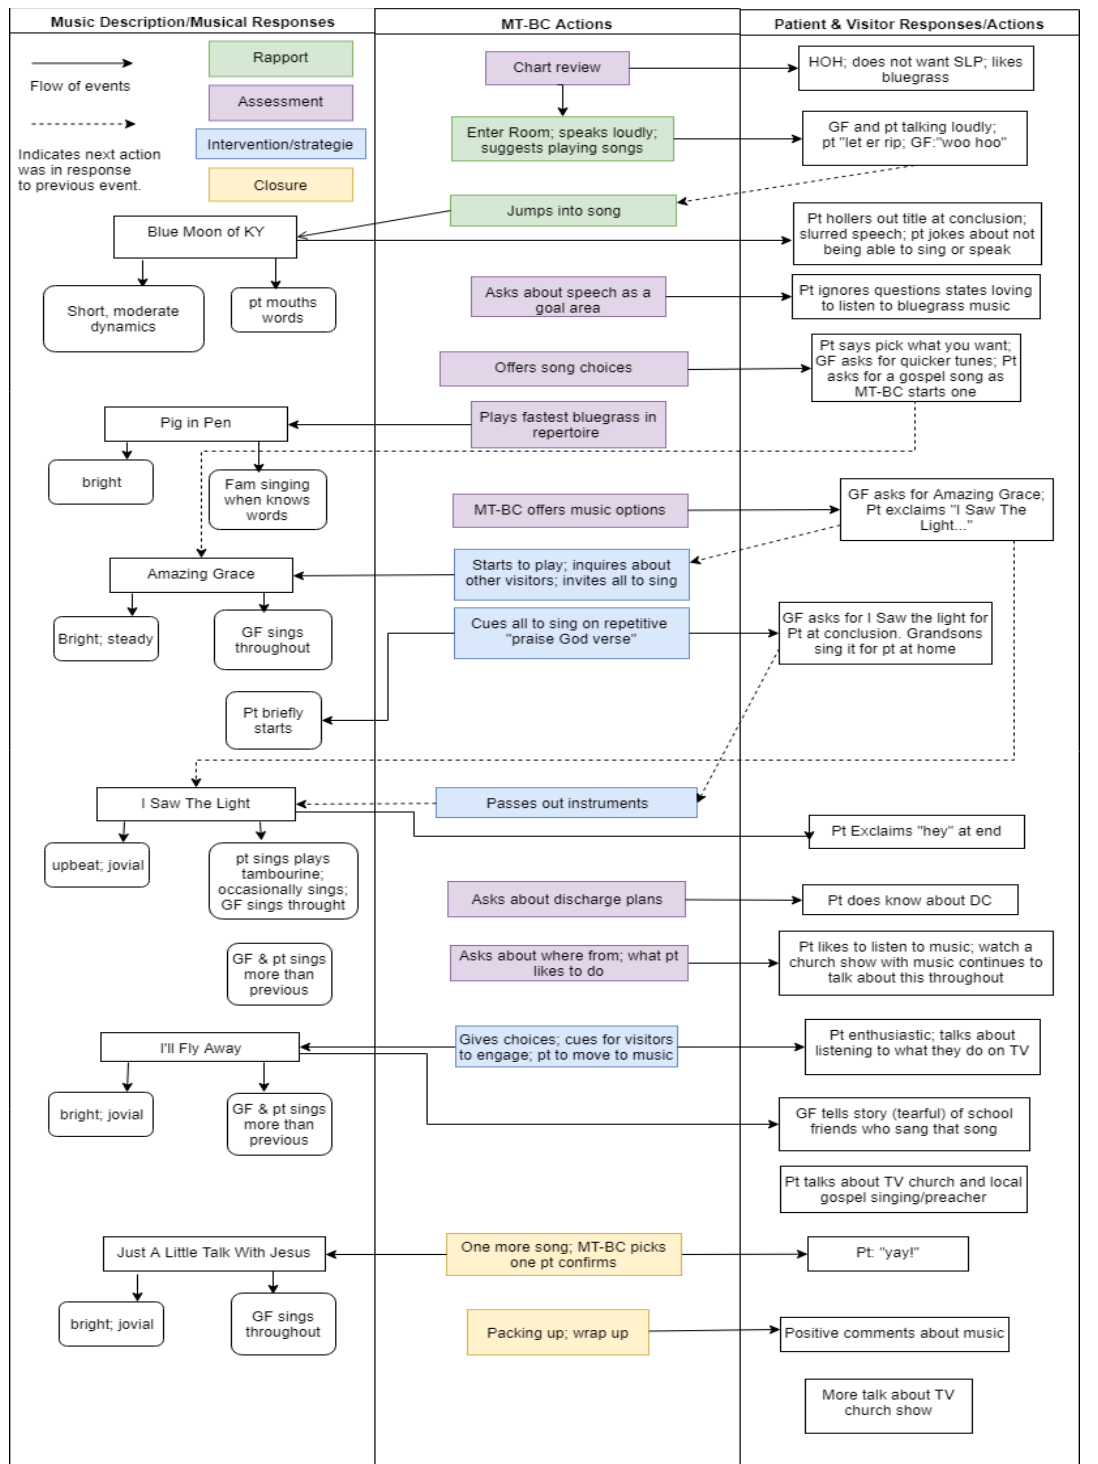 Music Description/Musical Responses
MT-BC Actions
Patient & Visitor Responses/Actions
Flow of events
Indicates next action
was in response
to previous event.
Rapport
Assessment
Intervention/strategie
Closure
Chart review
HOH; does not want SLP; likes
bluegrass
Enter Room; speaks loudly;
suggests playing songs
GF and pt talking loudly;
pt "let er rip; GF:"woo hoo"
Jumps into song
Blue Moon of KY
Pt hollers out title at conclusion;
slurred speech; pt jokes about not
being able to sing or speak
Short, moderate
dynamics
pt mouths
words
Asks about speech as a
goal area
Pt ignores questions states loving
to listen to bluegrass music
Offers song choices
Pt says pick what you want;
GF asks for quicker tunes; Pt
asks for a gospel song as
MT-BC starts one
Plays fastest bluegrass in
repertoire
Pig in Pen
bright
Fam singing
when knows
words
MT-BC offers music options
GF asks for Amazing Grace;
Pt exclaims "I Saw The
Light..."
Starts to play; inquires about
other visitors; invites all to sing
Amazing Grace
Bright; steady
GF sings
throughout
Cues all to sing on repetitive
"praise God verse"
GF asks for I Saw the light for
Pt at conclusion. Grandsons
sing it for pt at home
Pt briefly
starts
I Saw The Light
Passes out instruments
Pt Exclaims "hey" at end
upbeat; jovial
pt sings plays
tambourine;
occasionally sings;
GF sings throught
Asks about discharge plans
Pt does know about DC
GF & pt sings
more than
previous
Asks about where from; what pt
likes to do
Pt likes to listen to music; watch a
church show with music continues to
talk about this throughout
I'll Fly Away
Gives choices; cues for visitors
to engage; pt to move to music
Pt enthusiastic; talks about
listening to what they do on TV
bright; jovial
GF & pt sings
more than
previous
GF tells story (tearful) of school
friends who sang that song
Pt talks about TV church and local
gospel singing/preacher
Just A Little Talk With Jesus
One more song; MT-BC picks
one pt confirms
Pt: "yay!"
bright; jovial
GF sings
throughout
Packing up; wrap up
Positive comments about music
More talk about TV
church show